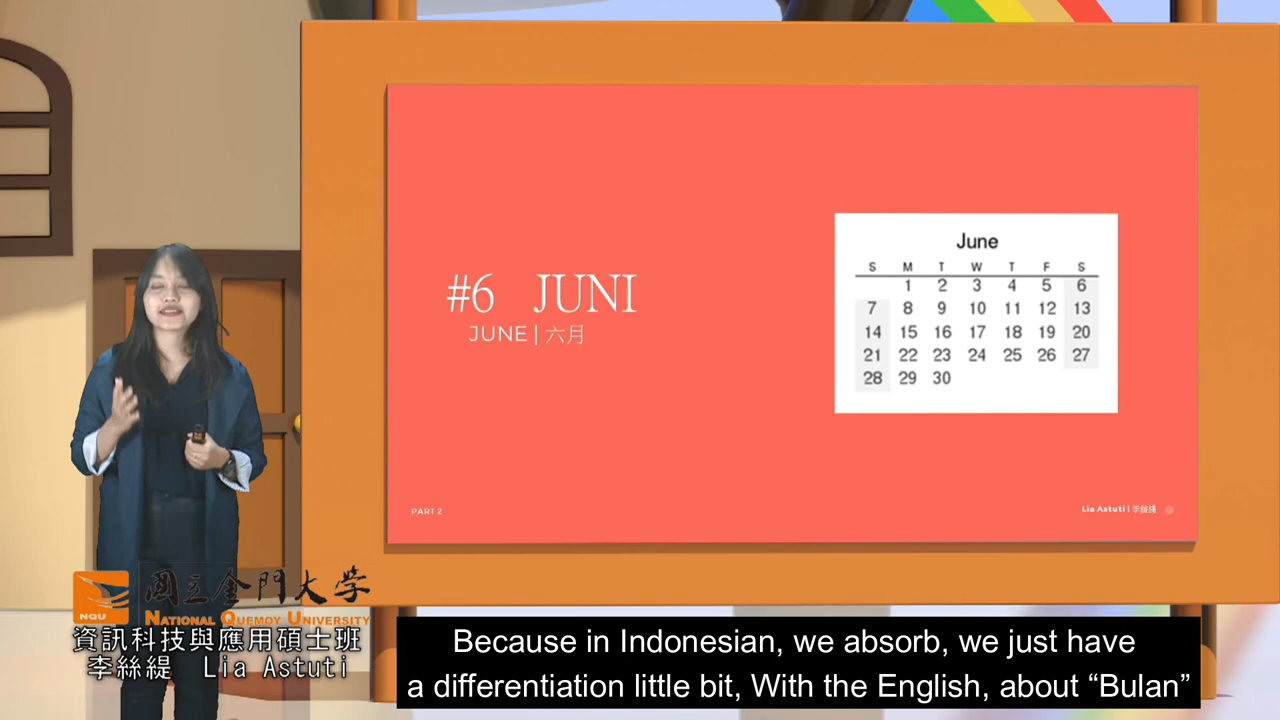 #6 JUNI
JUNE | 六月
June
S M T W T F S
1 2 3 4 5 6
7 8 9 10 11 12 13
14 15 16 17 18 19 20
21 22 23 24 25 26 27
28 29 30
PART 2
Lia Astuti | 李絲緹
NQU
國立金門大學
NATIONAL QUEMOY UNIVERSITY
資訊科技與應用碩士班
李絲緹 Lia Astuti
Because in Indonesian, we absorb, we just have
a differentiation little bit, With the English, about “Bulan”